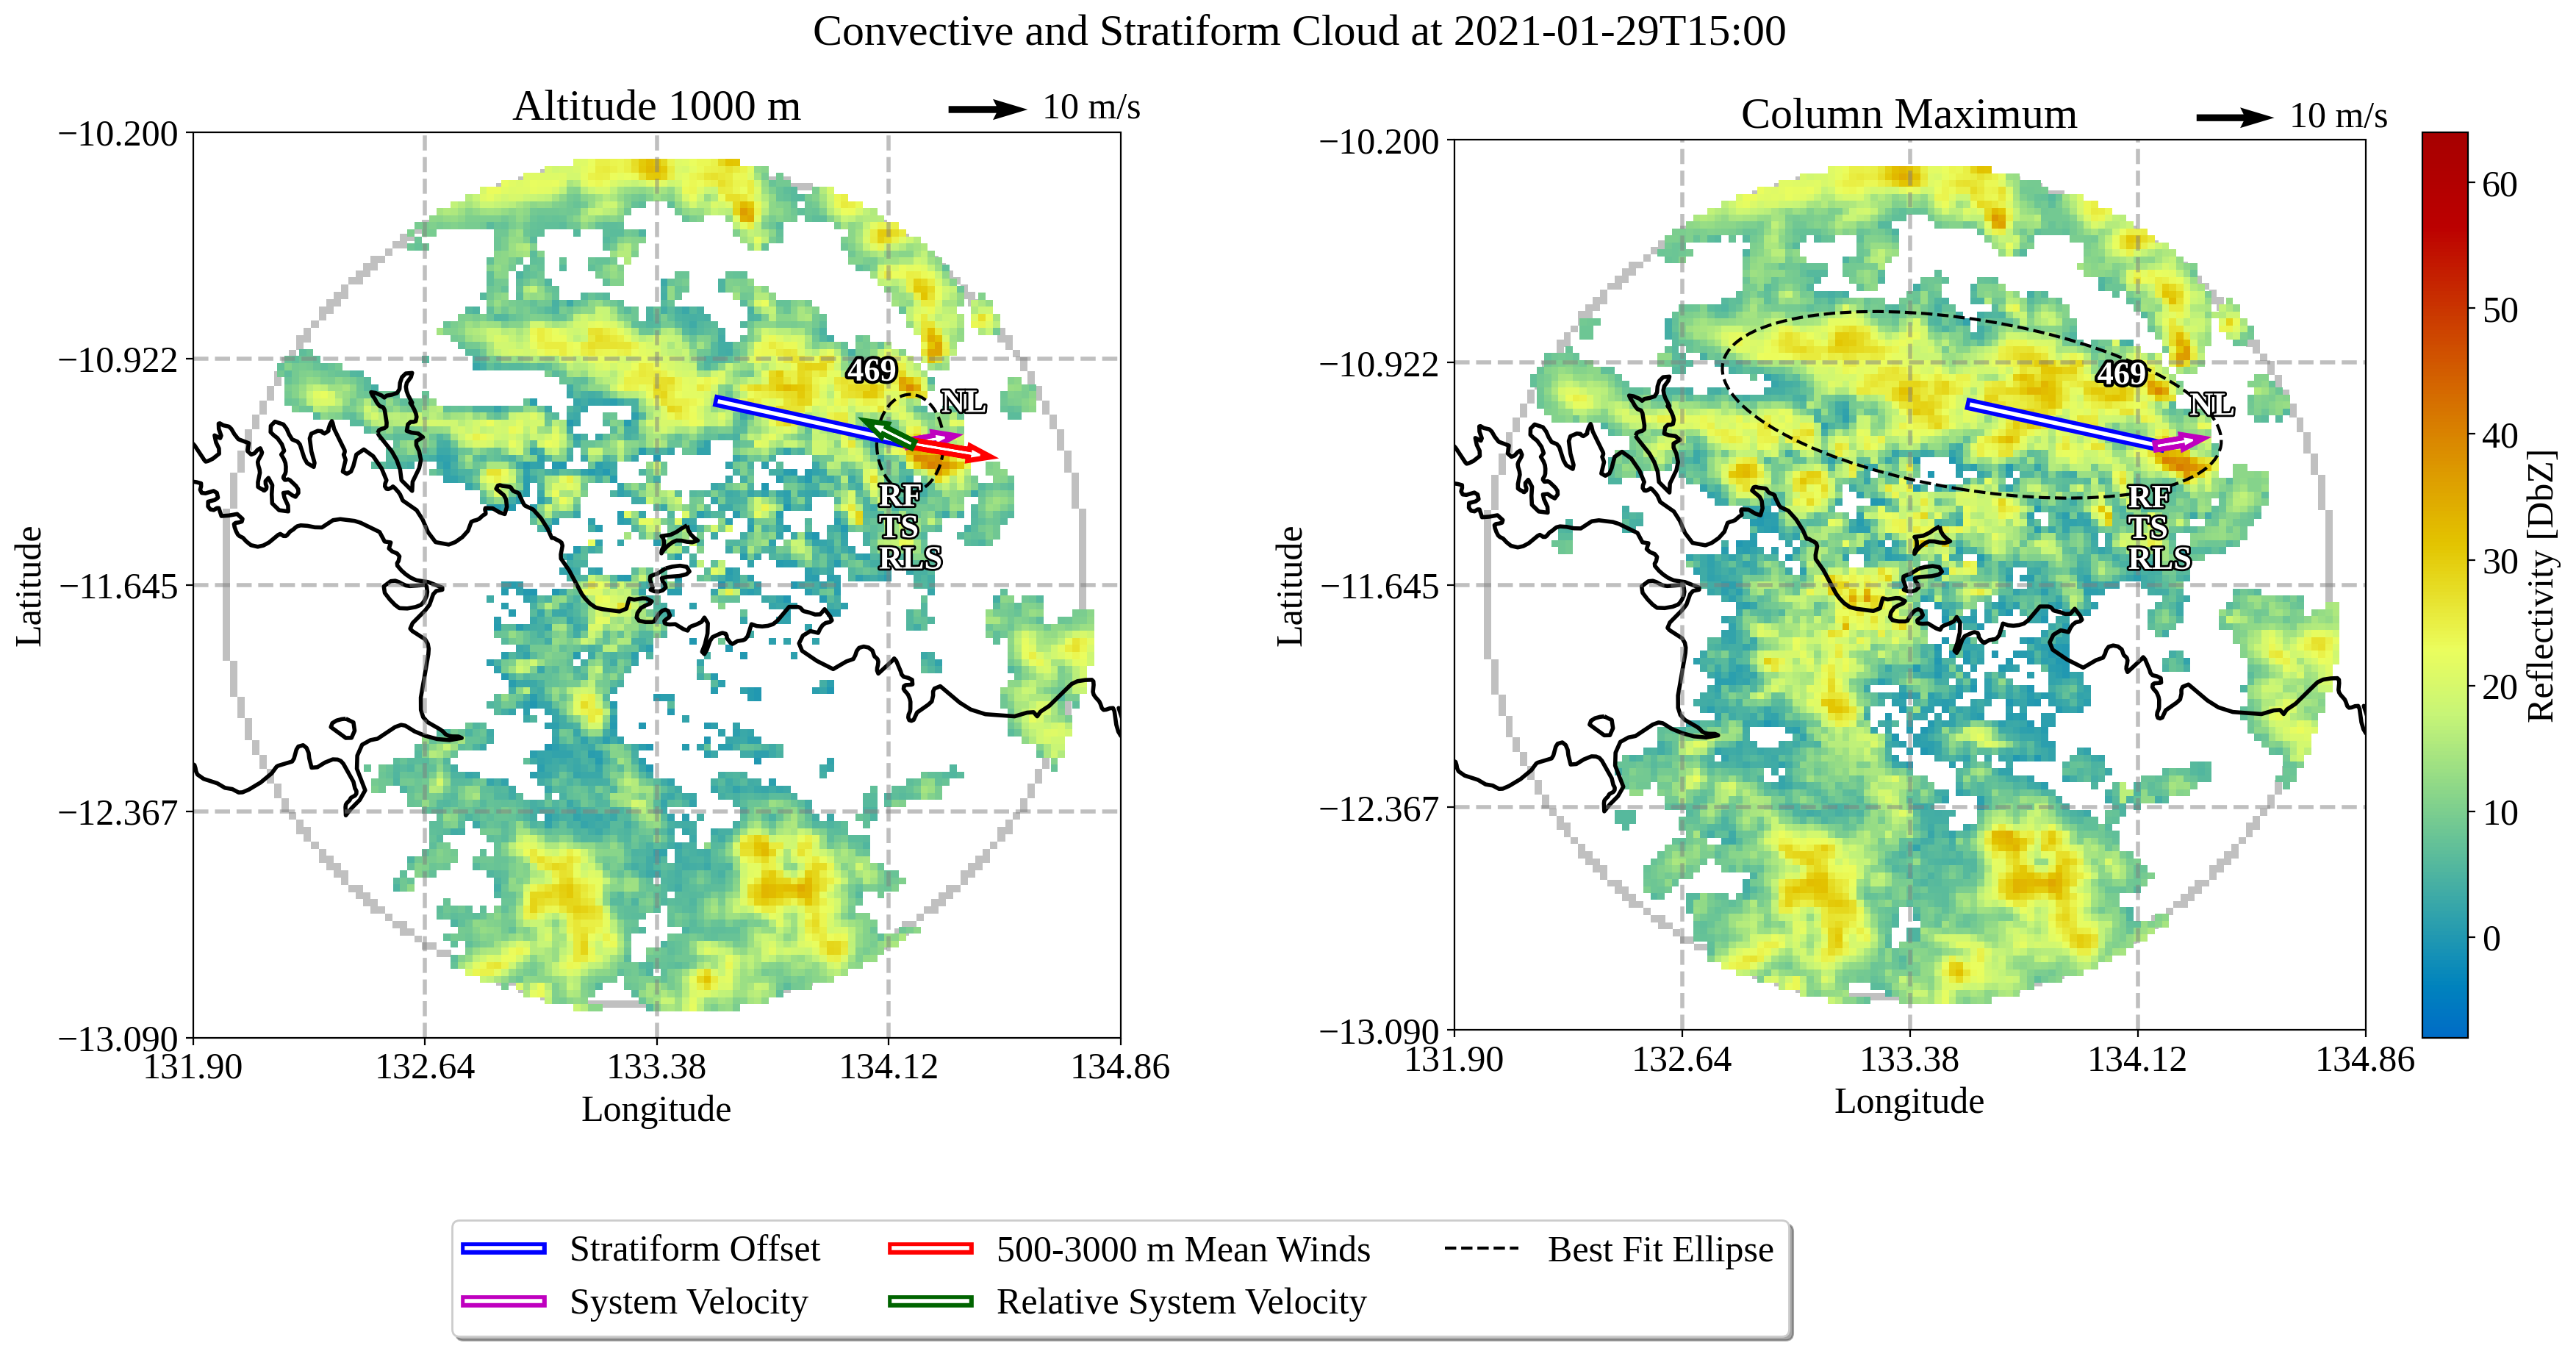 Convective and Stratiform Cloud at 2021-01-29T15:00
Altitude 1000 m
10 m/s
−10.200
−10.922
−11.645
−12.367
−13.090
Latitude
131.90
132.64
133.38
134.12
134.86
Longitude
469
NL
RF
TS
RLS
Column Maximum
10 m/s
−10.200
−10.922
−11.645
−12.367
−13.090
Latitude
131.90
132.64
133.38
134.12
134.86
Longitude
469
NL
RF
TS
RLS
60
50
40
30
20
10
0
Reflectivity [DbZ]
Stratiform Offset
System Velocity
500-3000 m Mean Winds
Relative System Velocity
Best Fit Ellipse